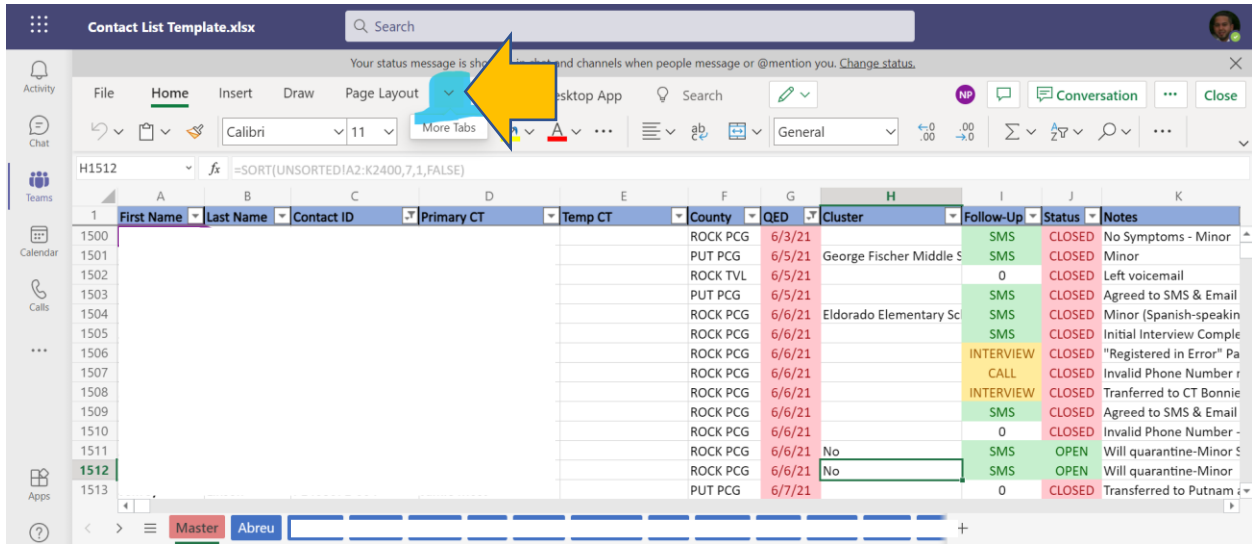 Contact List Template.xlsx
Search
Your status message is and channels when people message or @mention you. Change status.
Activity
Chat
Teams
Calendar
Calls
Apps
File Home Insert Draw Page Layout App Search NP Conversation ... Close
Calibri 11 More Tabs A ... General ...
H1512 fx =SORT(UNSORTED!A2:K2400,7,1,FALSE)
A B C D E F G H I J K
1 First Name Last Name Contact ID Primary CT Temp CT County QED Cluster Follow-Up Status Notes
1500 ROCK PCG 6/3/21 SMS CLOSED No Symptoms - Minor
1501 PUT PCG 6/5/21 George Fischer Middle S SMS CLOSED Minor
1502 ROCK TVL 6/5/21 0 CLOSED Left voicemail
1503 PUT PCG 6/5/21 SMS CLOSED Agreed to SMS & Email
1504 ROCK PCG 6/6/21 Eldorado Elementary Sc SMS CLOSED Minor (Spanish-speakin
1505 ROCK PCG 6/6/21 SMS CLOSED Initial Interview Comple
1506 ROCK PCG 6/6/21 INTERVIEW CLOSED "Registered in Error" Pa
1507 ROCK PCG 6/6/21 CALL CLOSED Invalid Phone Number
1508 ROCK PCG 6/6/21 INTERVIEW CLOSED Tranferred to CT Bonnie
1509 ROCK PCG 6/6/21 SMS CLOSED Agreed to SMS & Email
1510 ROCK PCG 6/6/21 0 CLOSED Invalid Phone Number -
1511 ROCK PCG 6/6/21 No SMS OPEN Will quarantine-Minor S
1512 ROCK PCG 6/6/21 No SMS OPEN Will quarantine-Minor
1513 PUT PCG 6/7/21 0 CLOSED Transferred to Putnam
Master Abreu